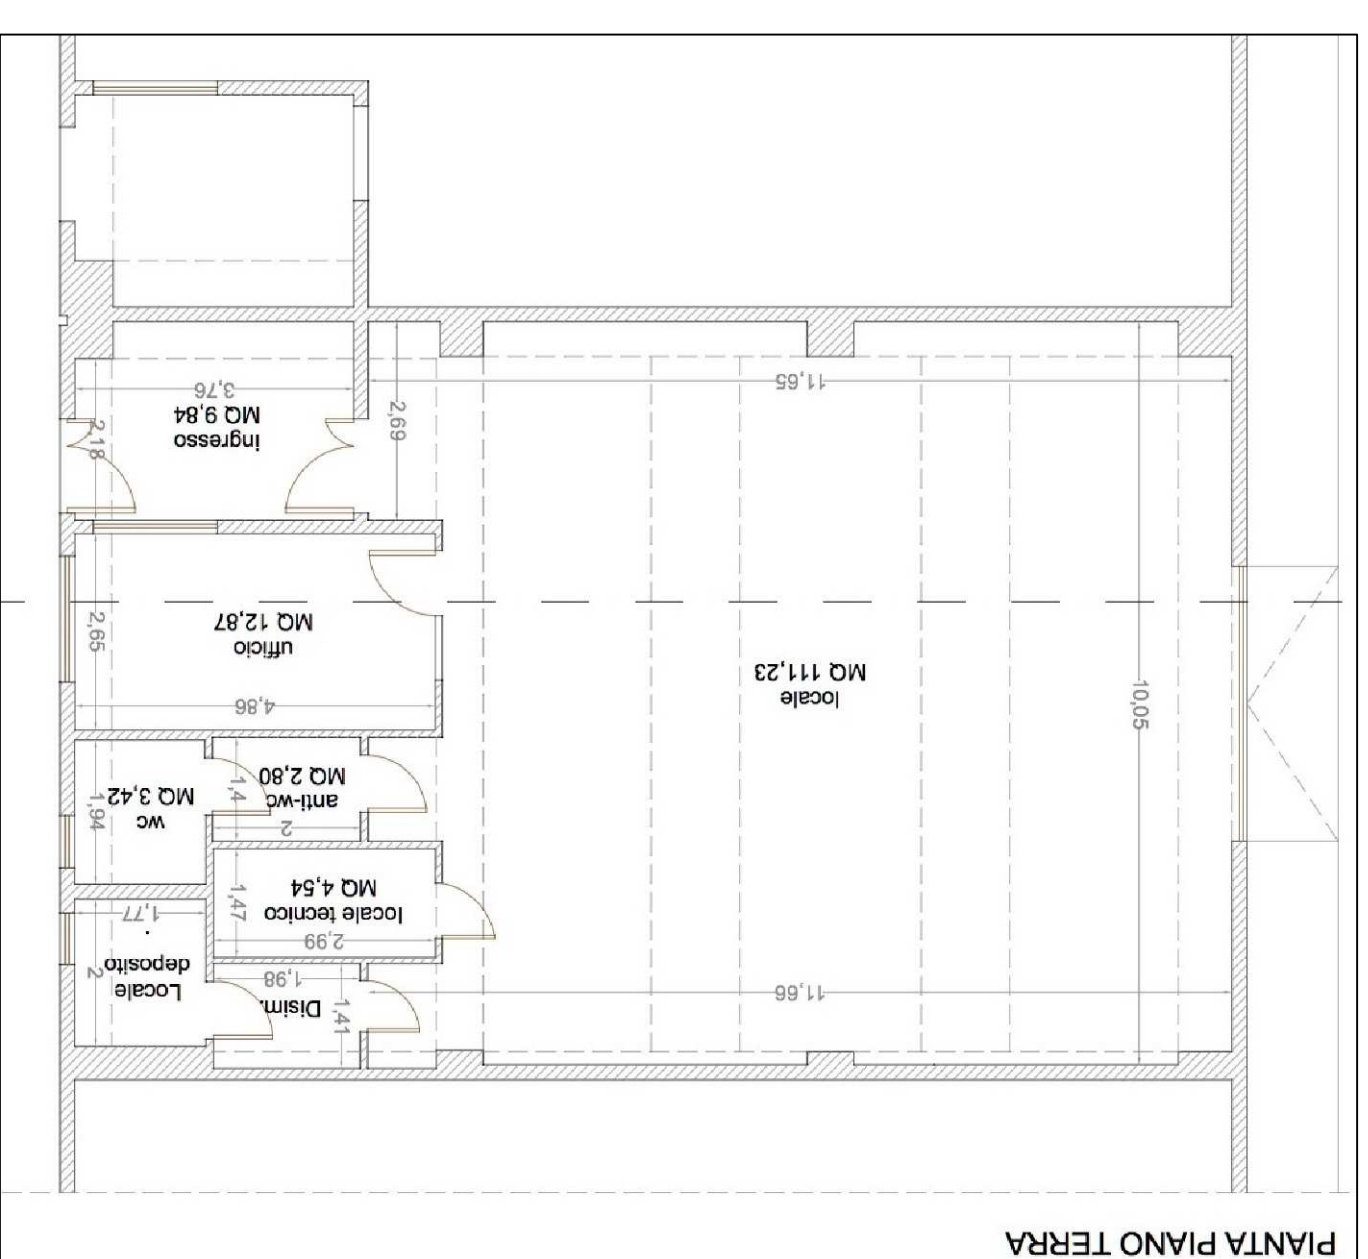 PIANTA PIANO TERRA
11,66
1,41
Disim.
1,98
Locale
deposito
.
1,77
2
2,99
locale tecnico
MQ 4,54
1,47
2
anti-wc
MQ 2,80
1,4
wc
MQ 3,42
1,94
10,05
locale
MQ 111,23
4,86
ufficio
MQ 12,87
2,65
2,69
ingresso
MQ 9,84
3,76
2,18
11,65